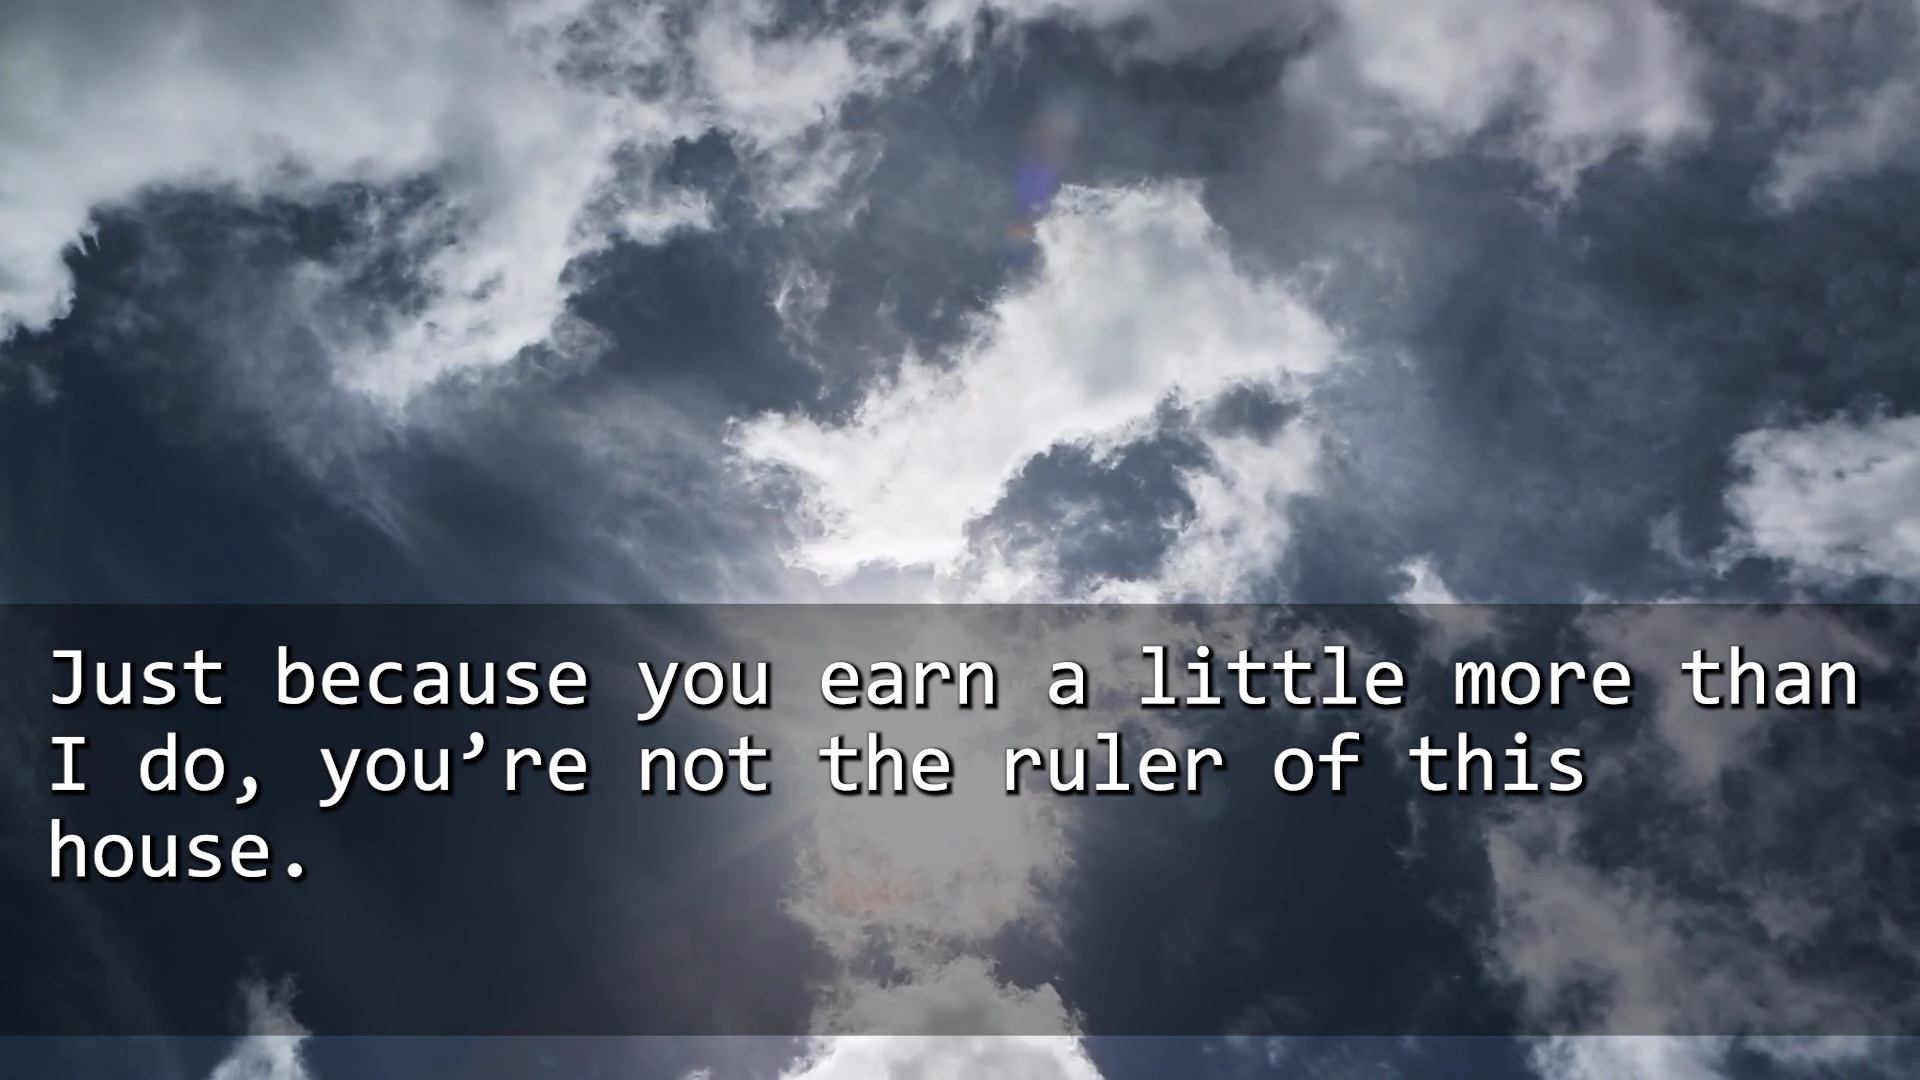 Just because you earn a little more than
I do, you’re not the ruler of this
house.